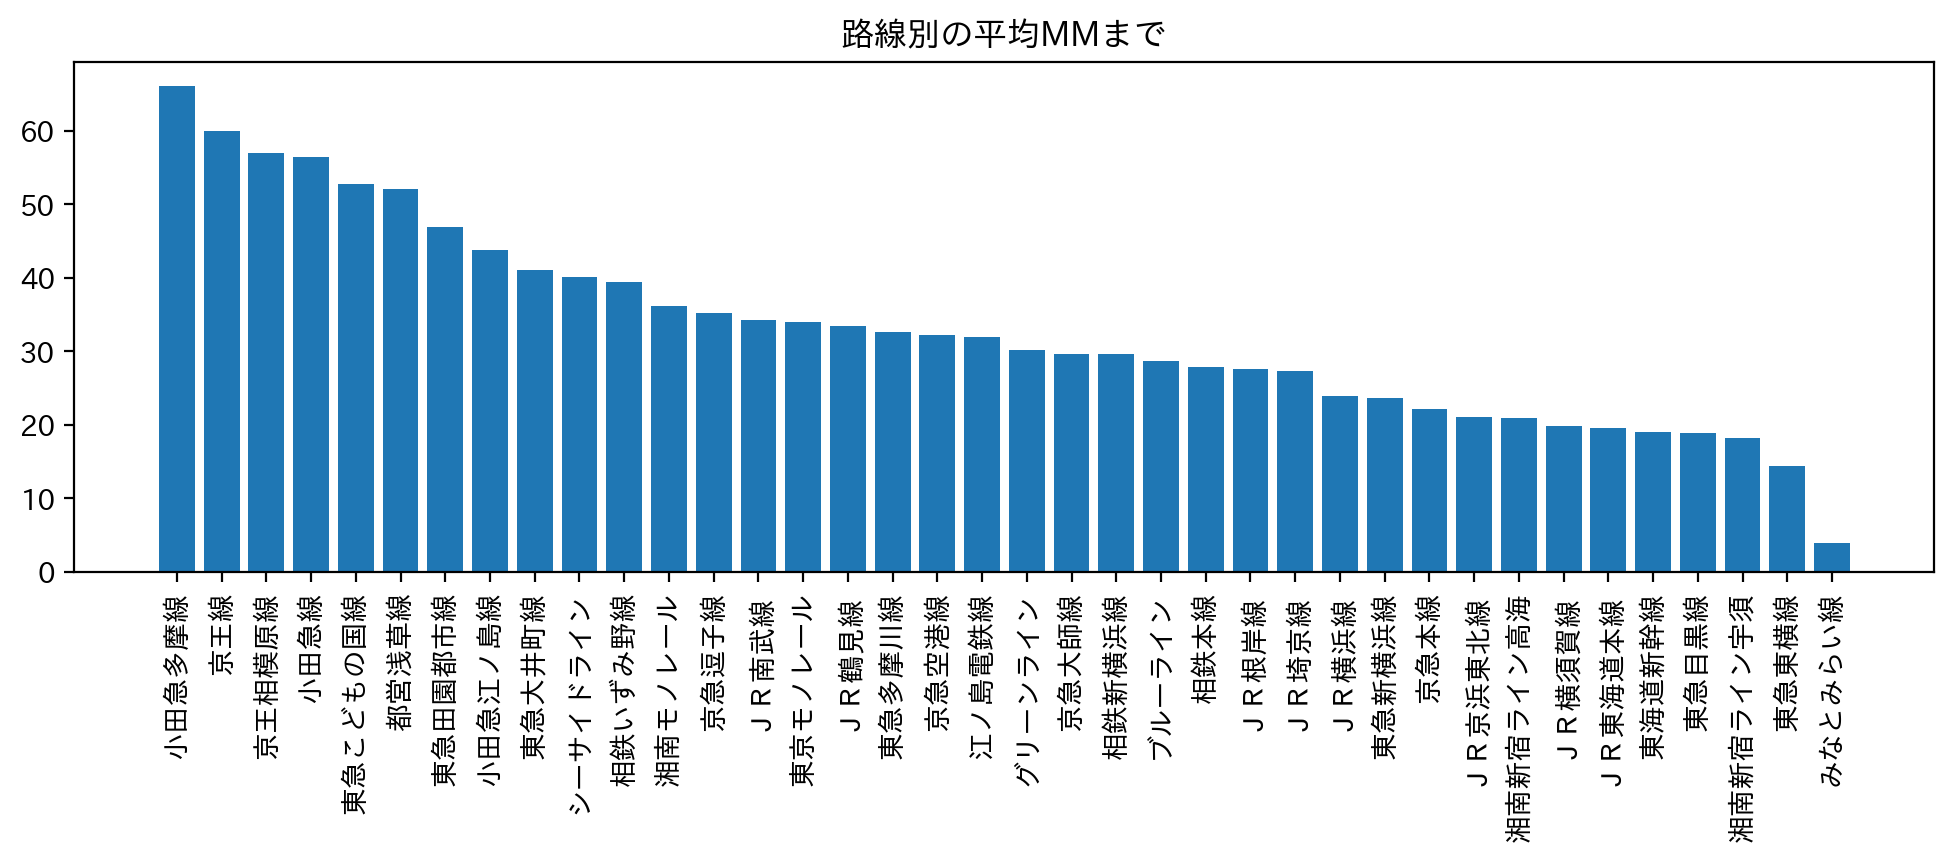 路線別の平均MMまで
60
50
40
30
20
10
0
小田急多摩線
京王線
京王相模原線
小田急線
東急こどもの国線
都営浅草線
東急田園都市線
小田急江ノ島線
東急大井町線
シーサイドライン
相鉄いずみ野線
湘南モノレール
京急逗子線
ＪＲ南武線
東京モノレール
ＪＲ鶴見線
東急多摩川線
京急空港線
江ノ島電鉄線
グリーンライン
京急大師線
相鉄新横浜線
ブルーライン
相鉄本線
ＪＲ根岸線
ＪＲ埼京線
ＪＲ横浜線
東急新横浜線
京急本線
ＪＲ京浜東北線
湘南新宿ライン高海
ＪＲ横須賀線
ＪＲ東海道本線
東海道新幹線
東急目黒線
湘南新宿ライン宇須
東急東横線
みなとみらい線